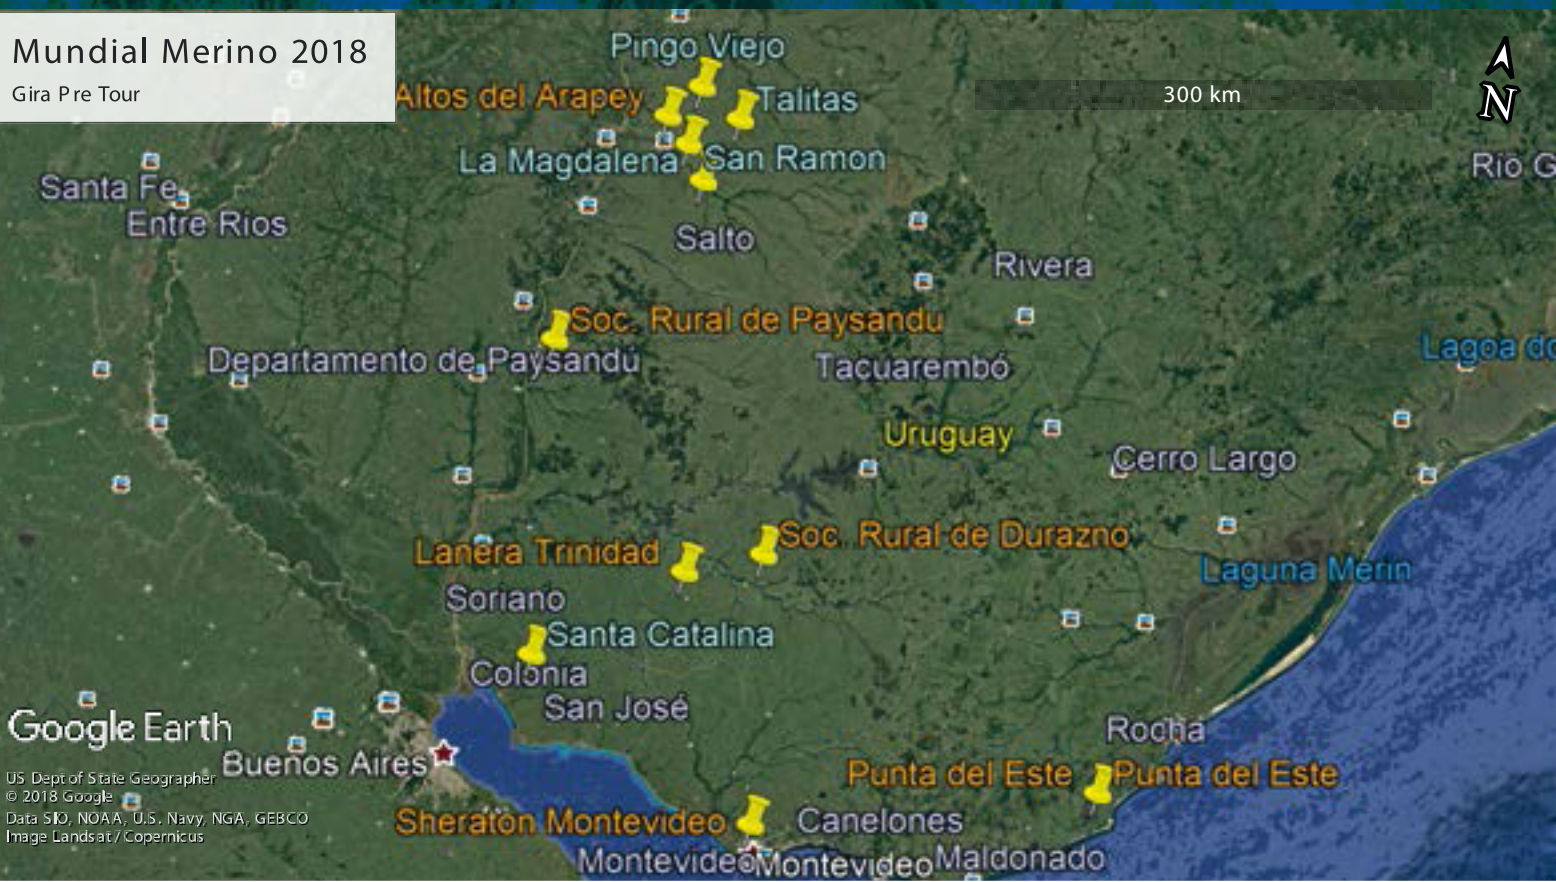 Mundial Merino 2018
Gira Pre Tour
Pingo Viejo
Altos del Arapey
Talitas
300 km
N
La Magdalena
San Ramon
Rio G
Santa Fe
Entre Rios
Salto
Rivera
Soc. Rural de Paysandu
Departamento de Paysandú
Tacuarembó
Lagoa do
Uruguay
Cerro Largo
Lanera Trinidad
Soc. Rural de Durazno
Laguna Merin
Soriano
Santa Catalina
Colonia
San José
Google Earth
Rocha
Buenos Aires
Punta del Este
Punta del Este
US Dept of State Geographer
© 2018 Google
Data SIO, NOAA, U.S. Navy, NGA, GEBCO
Image Landsat / Copernicus
Sheraton Montevideo
Canelones
Montevideo
Montevideo
Maldonado